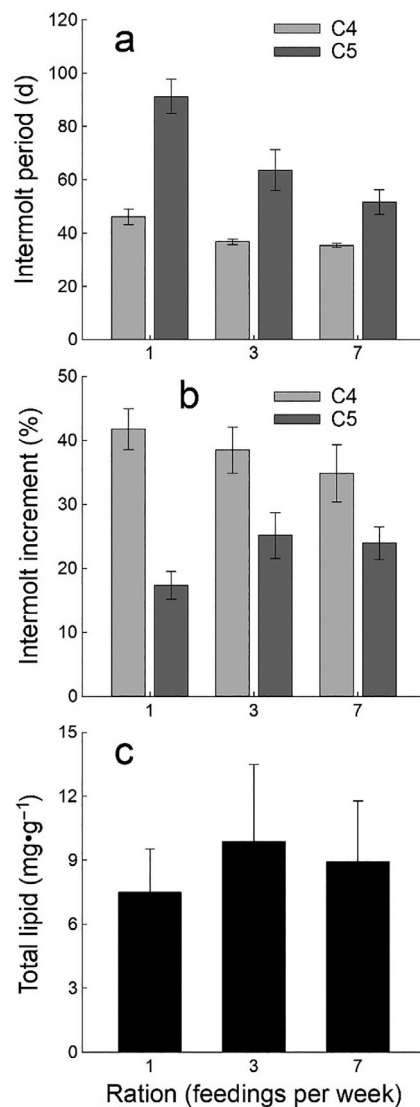 a
C4
C5
Intermolt period (d)
120
100
80
60
40
20
0
1
3
7
b
C4
C5
Intermolt increment (%)
50
40
30
20
10
0
1
3
7
c
Total lipid (mg•g⁻¹)
15
12
9
6
3
0
1
3
7
Ration (feedings per week)